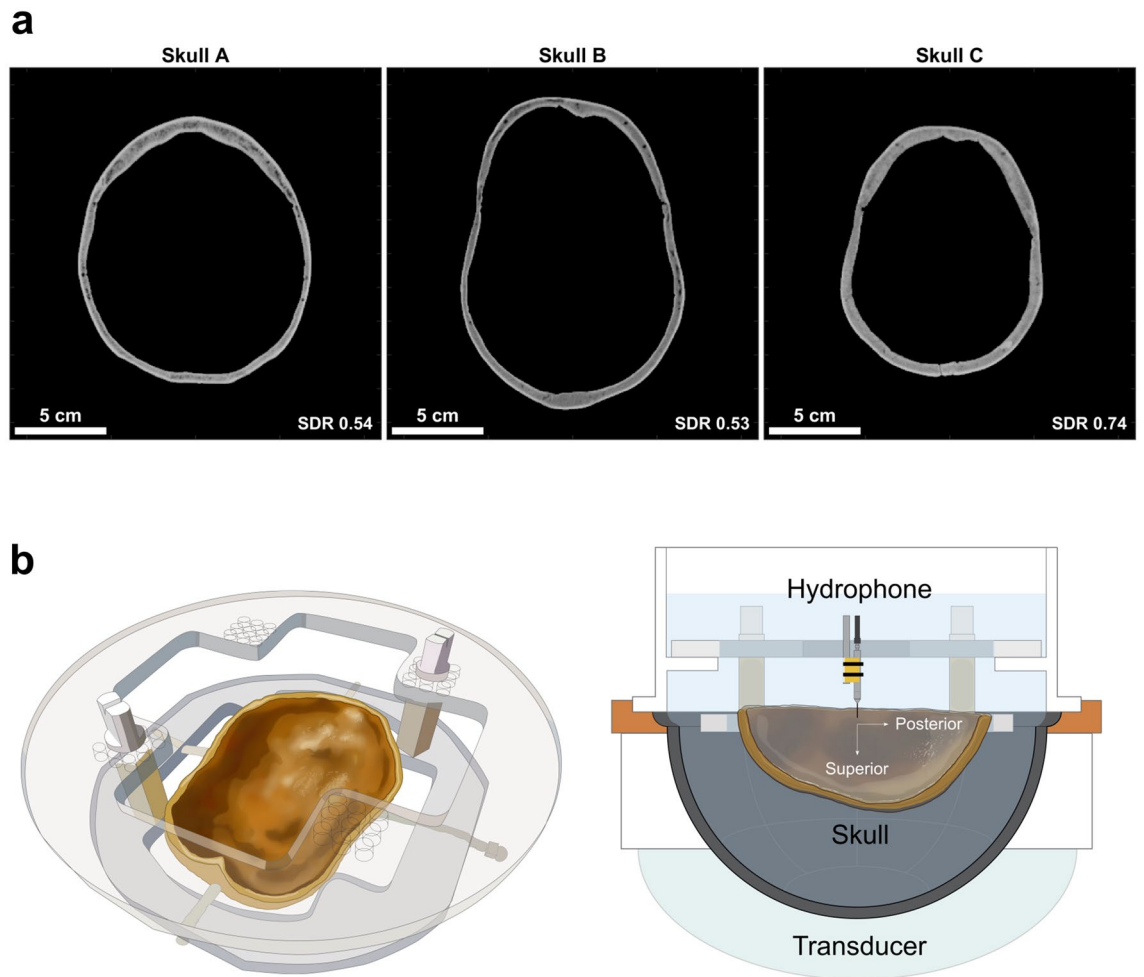 a
Skull A
Skull B
Skull C
5 cm
SDR 0.54
5 cm
SDR 0.53
5 cm
SDR 0.74
b
Hydrophone
Posterior
Superior
Skull
Transducer